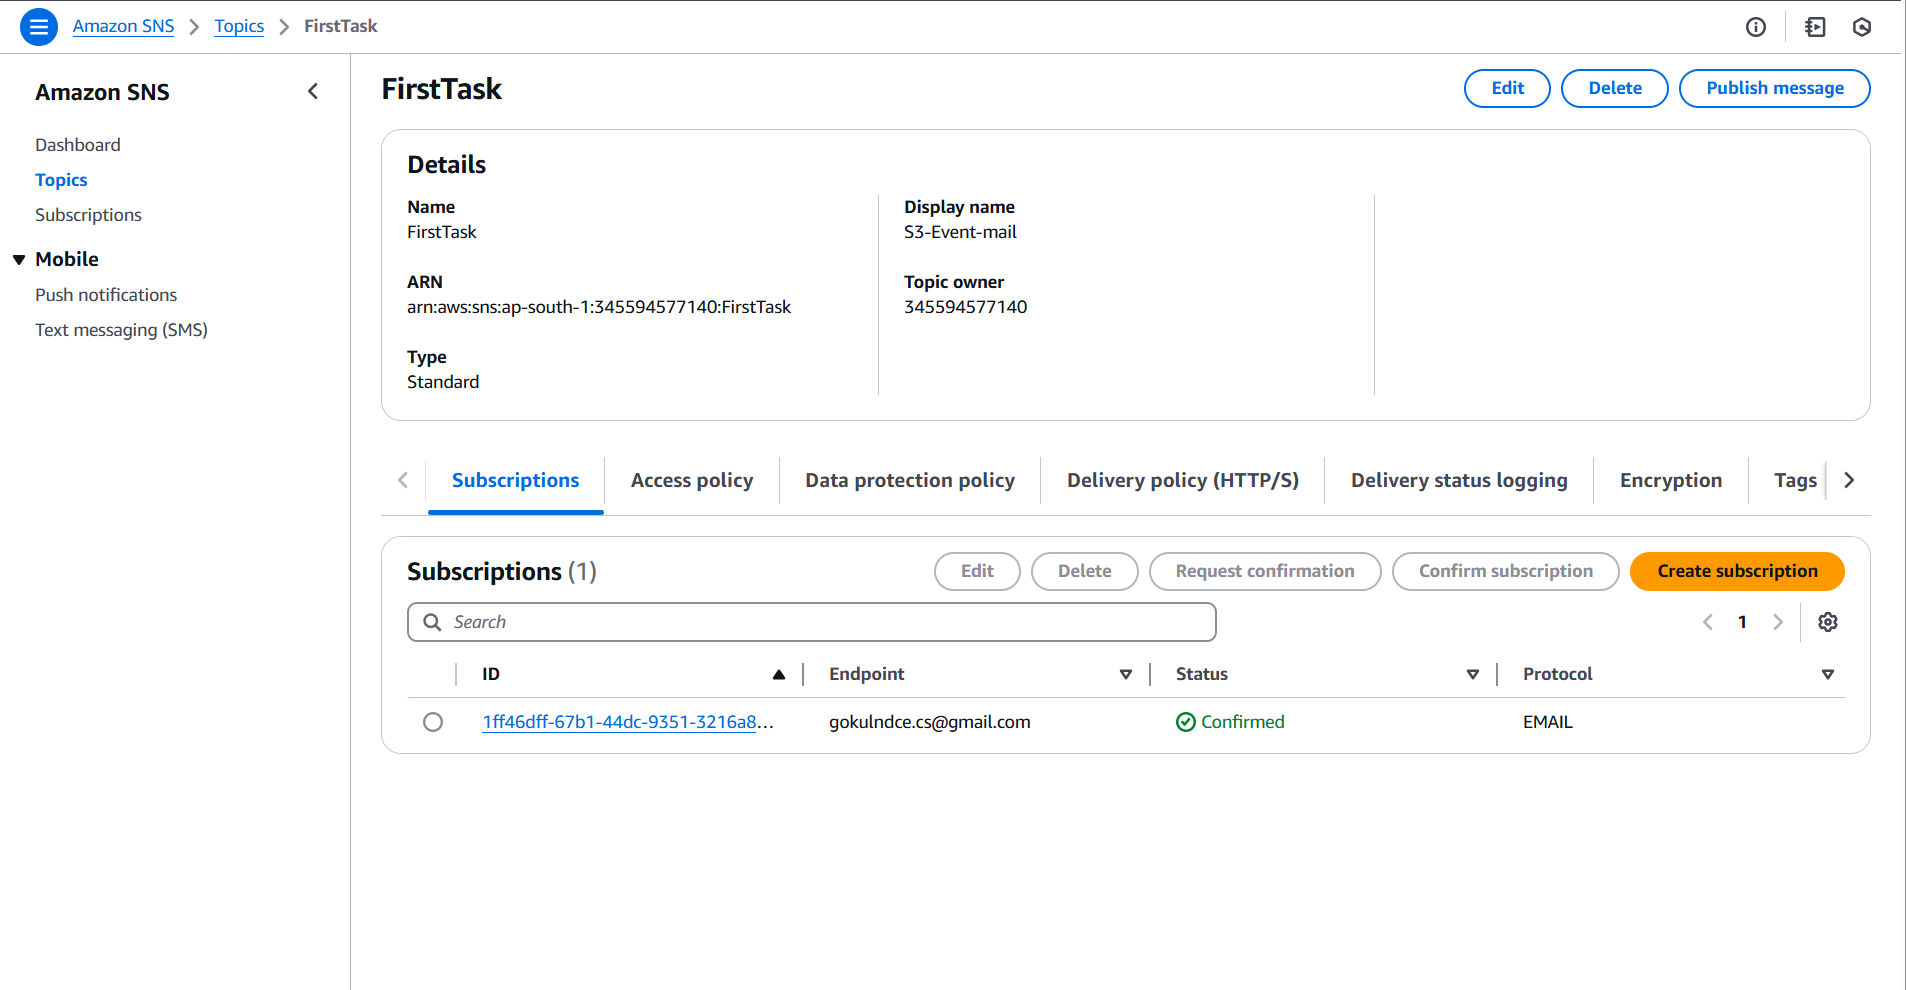 Amazon SNS > Topics > FirstTask
Amazon SNS
Dashboard
Topics
Subscriptions
Mobile
Push notifications
Text messaging (SMS)
FirstTask
Edit Delete Publish message
Details
Name
FirstTask
ARN
arn:aws:sns:ap-south-1:345594577140:FirstTask
Type
Standard
Display name
S3-Event-mail
Topic owner
345594577140
Subscriptions Access policy Data protection policy Delivery policy (HTTP/S) Delivery status logging Encryption Tags
Subscriptions (1)
Edit Delete Request confirmation Confirm subscription Create subscription
Search
1
ID Endpoint Status Protocol
1ff46dff-67b1-44dc-9351-3216a8... gokulndce.cs@gmail.com Confirmed EMAIL